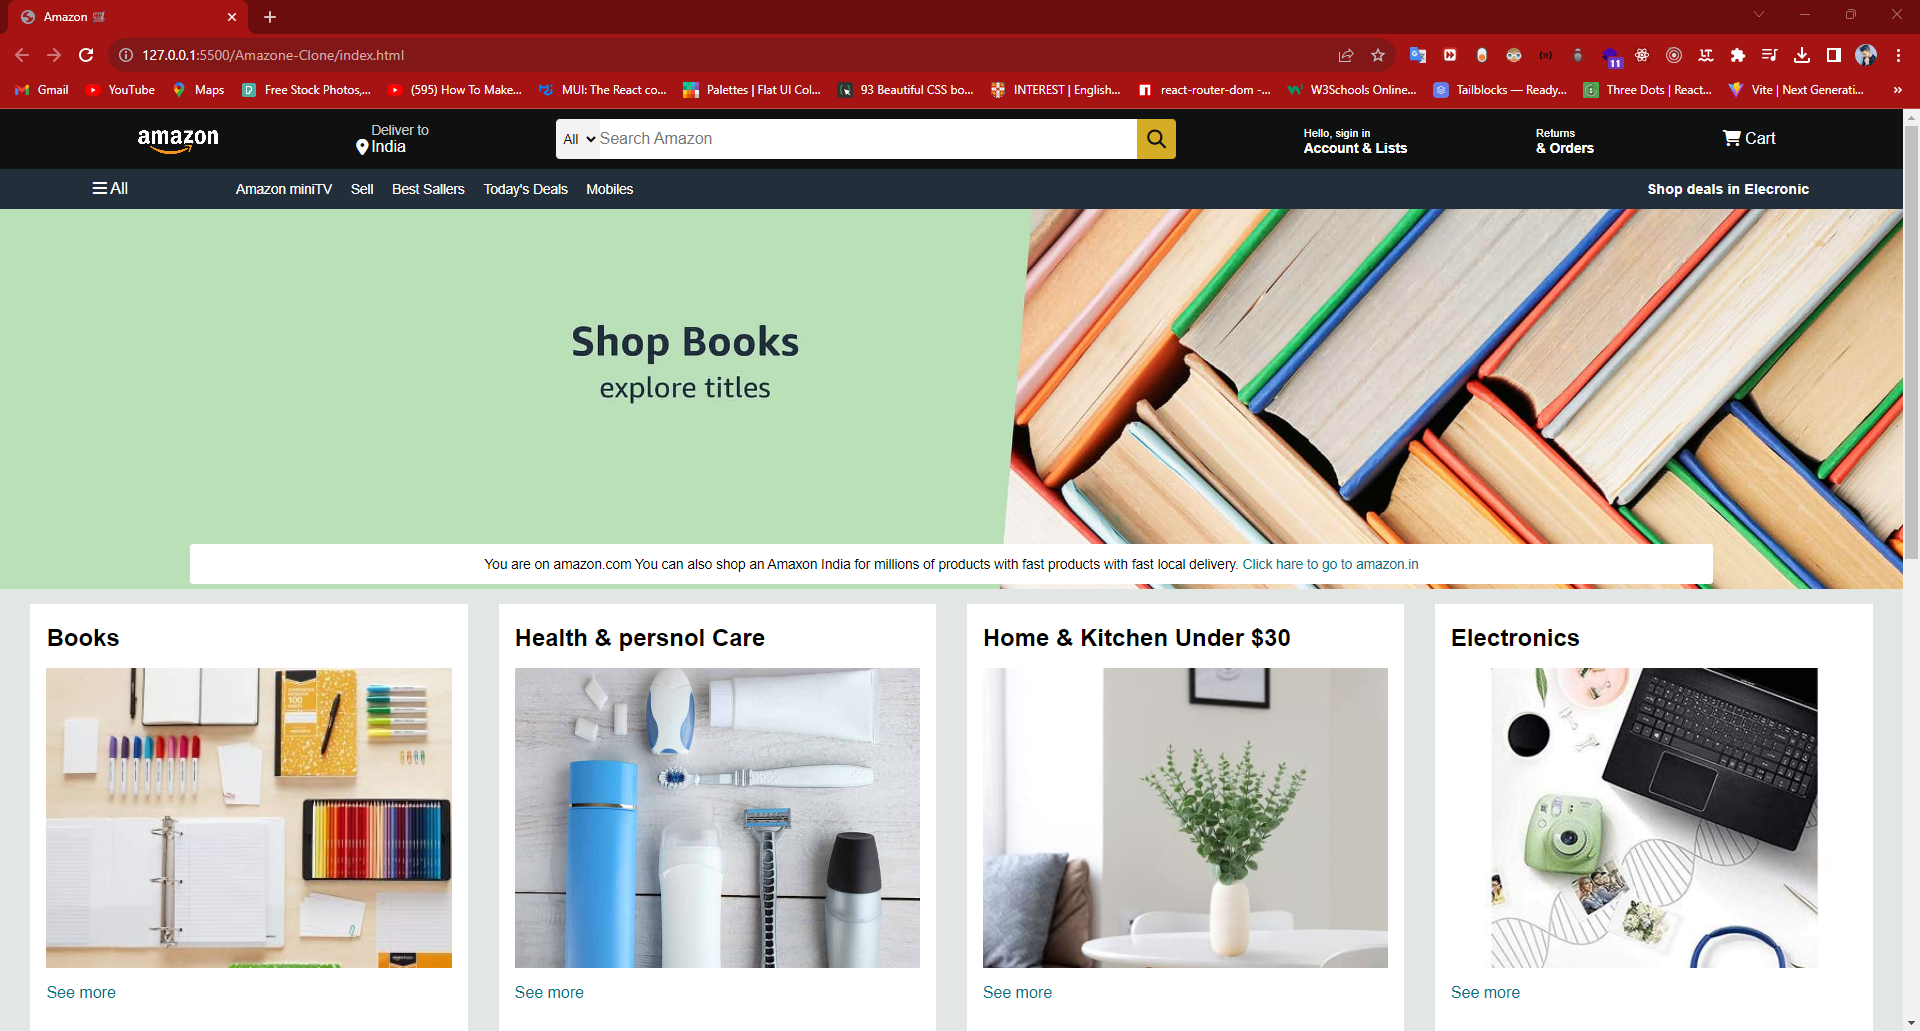 Amazon 🛒
127.0.0.1:5500/Amazone-Clone/index.html
11
Gmail YouTube Maps Free Stock Photos,... (595) How To Make... MUI: The React co... Palettes | Flat UI Col... 93 Beautiful CSS bo... INTEREST | English... react-router-dom -... W3Schools Online... Tailblocks — Ready... Three Dots | React... Vite | Next Generati... »
amazon
Deliver to
India
All Search Amazon
Hello, sigin in
Account & Lists
Returns
& Orders
Cart
All
Amazon miniTV Sell Best Sallers Today's Deals Mobiles
Shop deals in Elecronic
Shop Books
explore titles
You are on amazon.com You can also shop an Amaxon India for millions of products with fast products with fast local delivery. Click hare to go to amazon.in
Books
Health & persnol Care
Home & Kitchen Under $30
Electronics
See more
See more
See more
See more